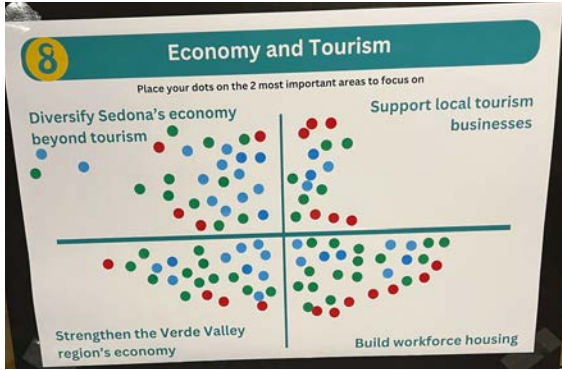 8
Economy and Tourism
Place your dots on the 2 most important areas to focus on
Diversify Sedona's economy
beyond tourism
Support local tourism
businesses
Strengthen the Verde Valley
region's economy
Build workforce housing